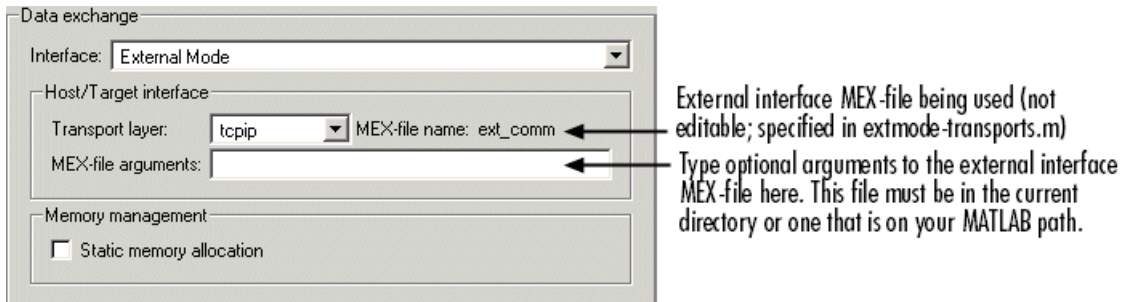 Data exchange
Interface: External Mode
Host/Target interface
Transport layer: tcpip MEX-file name: ext_comm
MEX-file arguments:
Memory management
Static memory allocation
External interface MEX-file being used (not
editable; specified in extmode-transports.m)
Type optional arguments to the external interface
MEX-file here. This file must be in the current
directory or one that is on your MATLAB path.